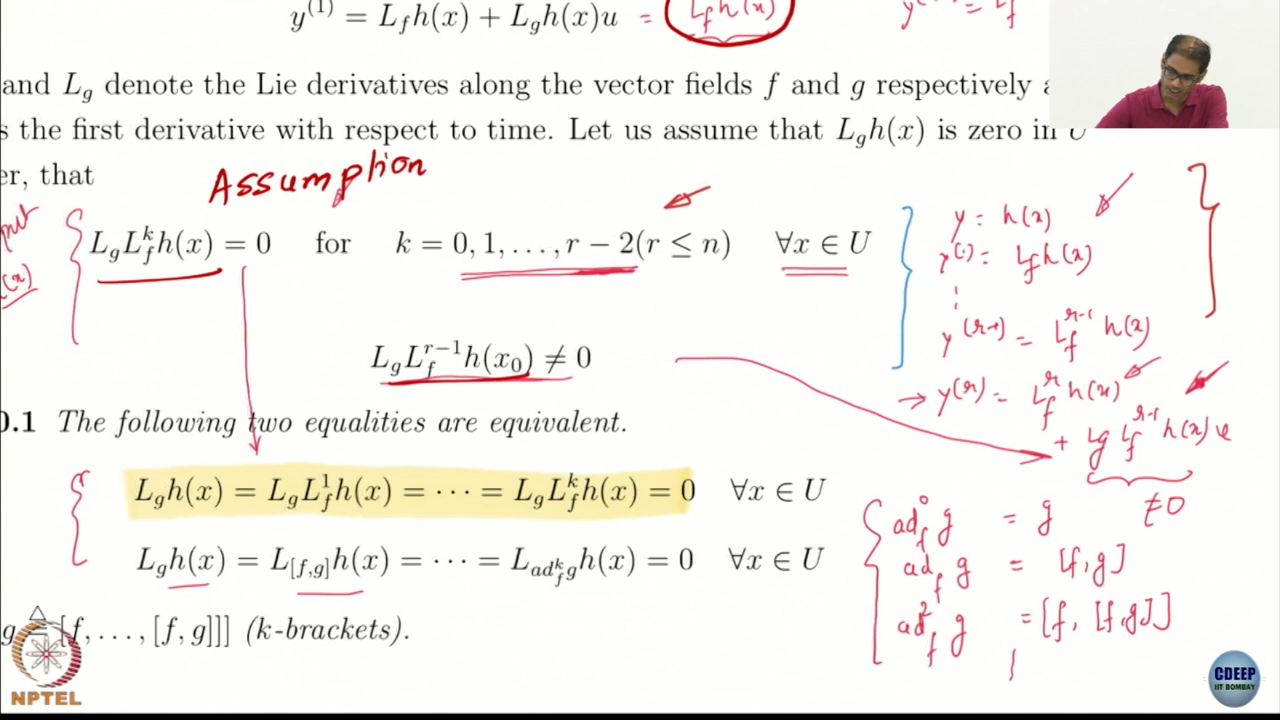 y^{(1)} = L_f h(x) + L_g h(x)u = L_f h(x)
and L_g denote the Lie derivatives along the vector fields f and g respectively a
s the first derivative with respect to time. Let us assume that L_g h(x) is zero in U
er, that
Assumption
L_g L_f^k h(x) = 0 for k = 0, 1, . . . , r − 2(r ≤ n) ∀x ∈ U
L_g L_f^{r−1} h(x_0) ≠ 0
y = h(x)
y^{(1)} = L_f h(x)
⋮
y^{(r-1)} = L_f^{r-1} h(x)
→ y^{(r)} = L_f^r h(x)
+ L_g L_f^{r-1} h(x) u
≠0
0.1 The following two equalities are equivalent.
L_g h(x) = L_g L_f^1 h(x) = · · · = L_g L_f^k h(x) = 0 ∀x ∈ U
L_g h(x) = L_{[f,g]} h(x) = · · · = L_{ad_f^k g} h(x) = 0 ∀x ∈ U
g ≜ [f, . . . , [f, g]]] (k-brackets).
ad_f^0 g = g
ad_f g = [f,g]
ad_f^2 g = [f, [f,g]]
NPTEL
CDEEP
IIT BOMBAY